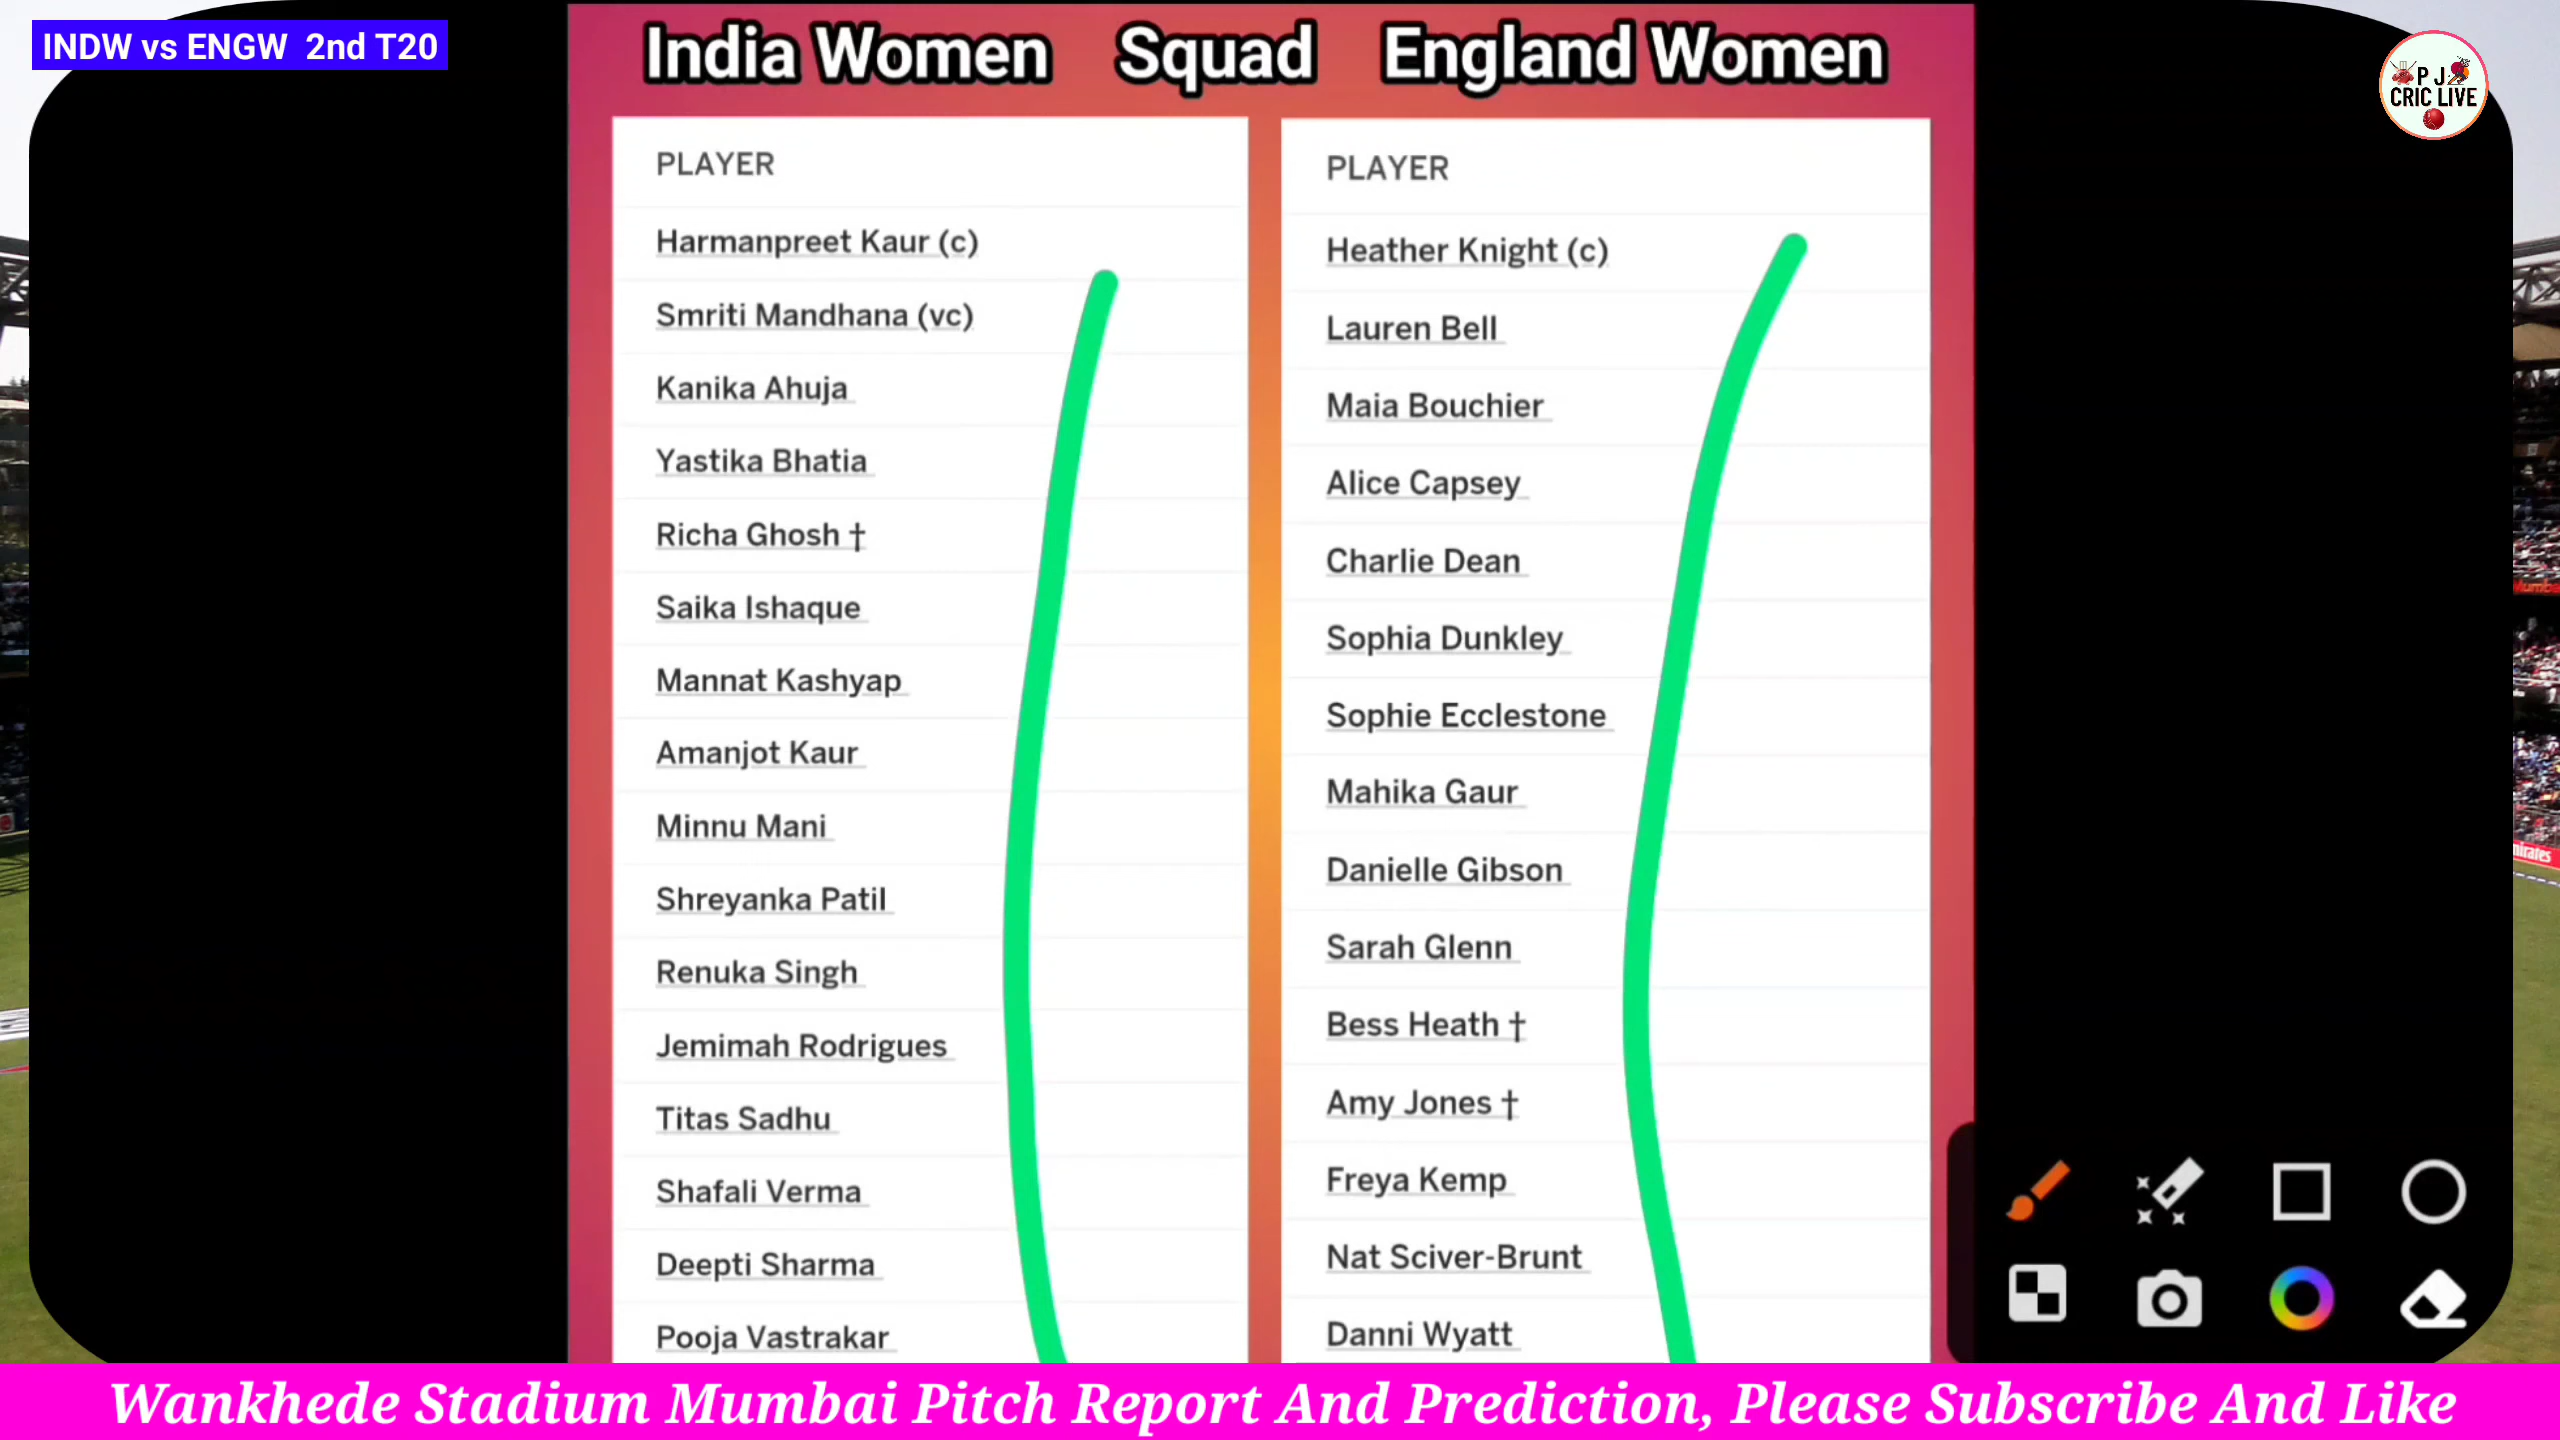 INDW vs ENGW 2nd T20
India Women Squad England Women
P J
CRIC LIVE
PLAYER
Harmanpreet Kaur (c)
Smriti Mandhana (vc)
Kanika Ahuja
Yastika Bhatia
Richa Ghosh †
Saika Ishaque
Mannat Kashyap
Amanjot Kaur
Minnu Mani
Shreyanka Patil
Renuka Singh
Jemimah Rodrigues
Titas Sadhu
Shafali Verma
Deepti Sharma
Pooja Vastrakar
PLAYER
Heather Knight (c)
Lauren Bell
Maia Bouchier
Alice Capsey
Charlie Dean
Sophia Dunkley
Sophie Ecclestone
Mahika Gaur
Danielle Gibson
Sarah Glenn
Bess Heath †
Amy Jones †
Freya Kemp
Nat Sciver-Brunt
Danni Wyatt
Wankhede Stadium Mumbai Pitch Report And Prediction, Please Subscribe And Like